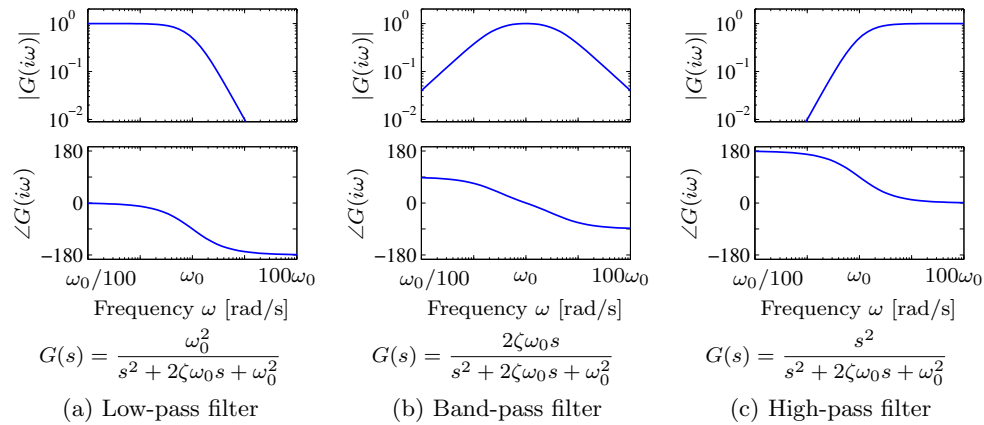 10^0
10^-1
10^-2
|G(iω)|
180
0
−180
∠G(iω)
ω0/100
ω0
100ω0
Frequency ω [rad/s]
G(s) = ω0^2 / (s^2 + 2ζω0s + ω0^2)
(a) Low-pass filter
10^0
10^-1
10^-2
|G(iω)|
180
0
−180
∠G(iω)
ω0/100
ω0
100ω0
Frequency ω [rad/s]
G(s) = 2ζω0s / (s^2 + 2ζω0s + ω0^2)
(b) Band-pass filter
10^0
10^-1
10^-2
|G(iω)|
180
0
−180
∠G(iω)
ω0/100
ω0
100ω0
Frequency ω [rad/s]
G(s) = s^2 / (s^2 + 2ζω0s + ω0^2)
(c) High-pass filter